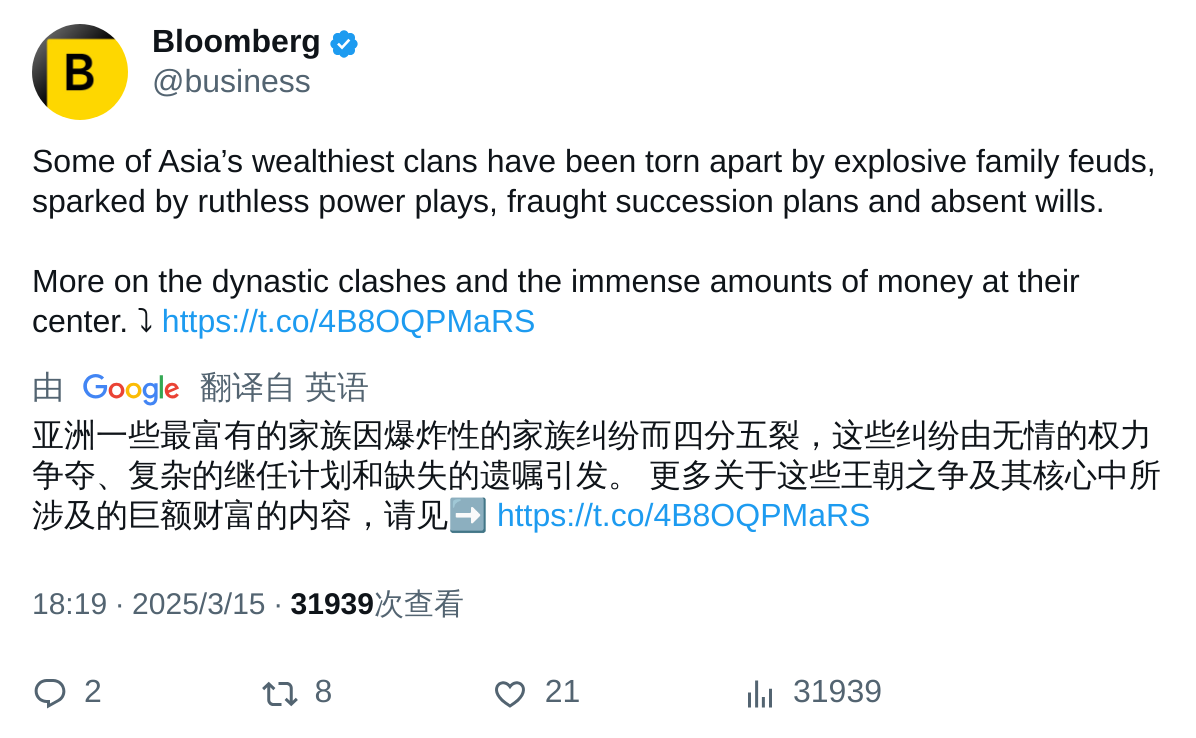 B
Bloomberg
@business
Some of Asia’s wealthiest clans have been torn apart by explosive family feuds,
sparked by ruthless power plays, fraught succession plans and absent wills.
More on the dynastic clashes and the immense amounts of money at their
center. ⤵ https://t.co/4B8OQPMaRS
由 Google 翻译自 英语
亚洲一些最富有的家族因爆炸性的家族纠纷而四分五裂，这些纠纷由无情的权力
争夺、复杂的继任计划和缺失的遗嘱引发。 更多关于这些王朝之争及其核心中所
涉及的巨额财富的内容，请见➡️ https://t.co/4B8OQPMaRS
18:19 · 2025/3/15 · 31939次查看
2 8 21 31939